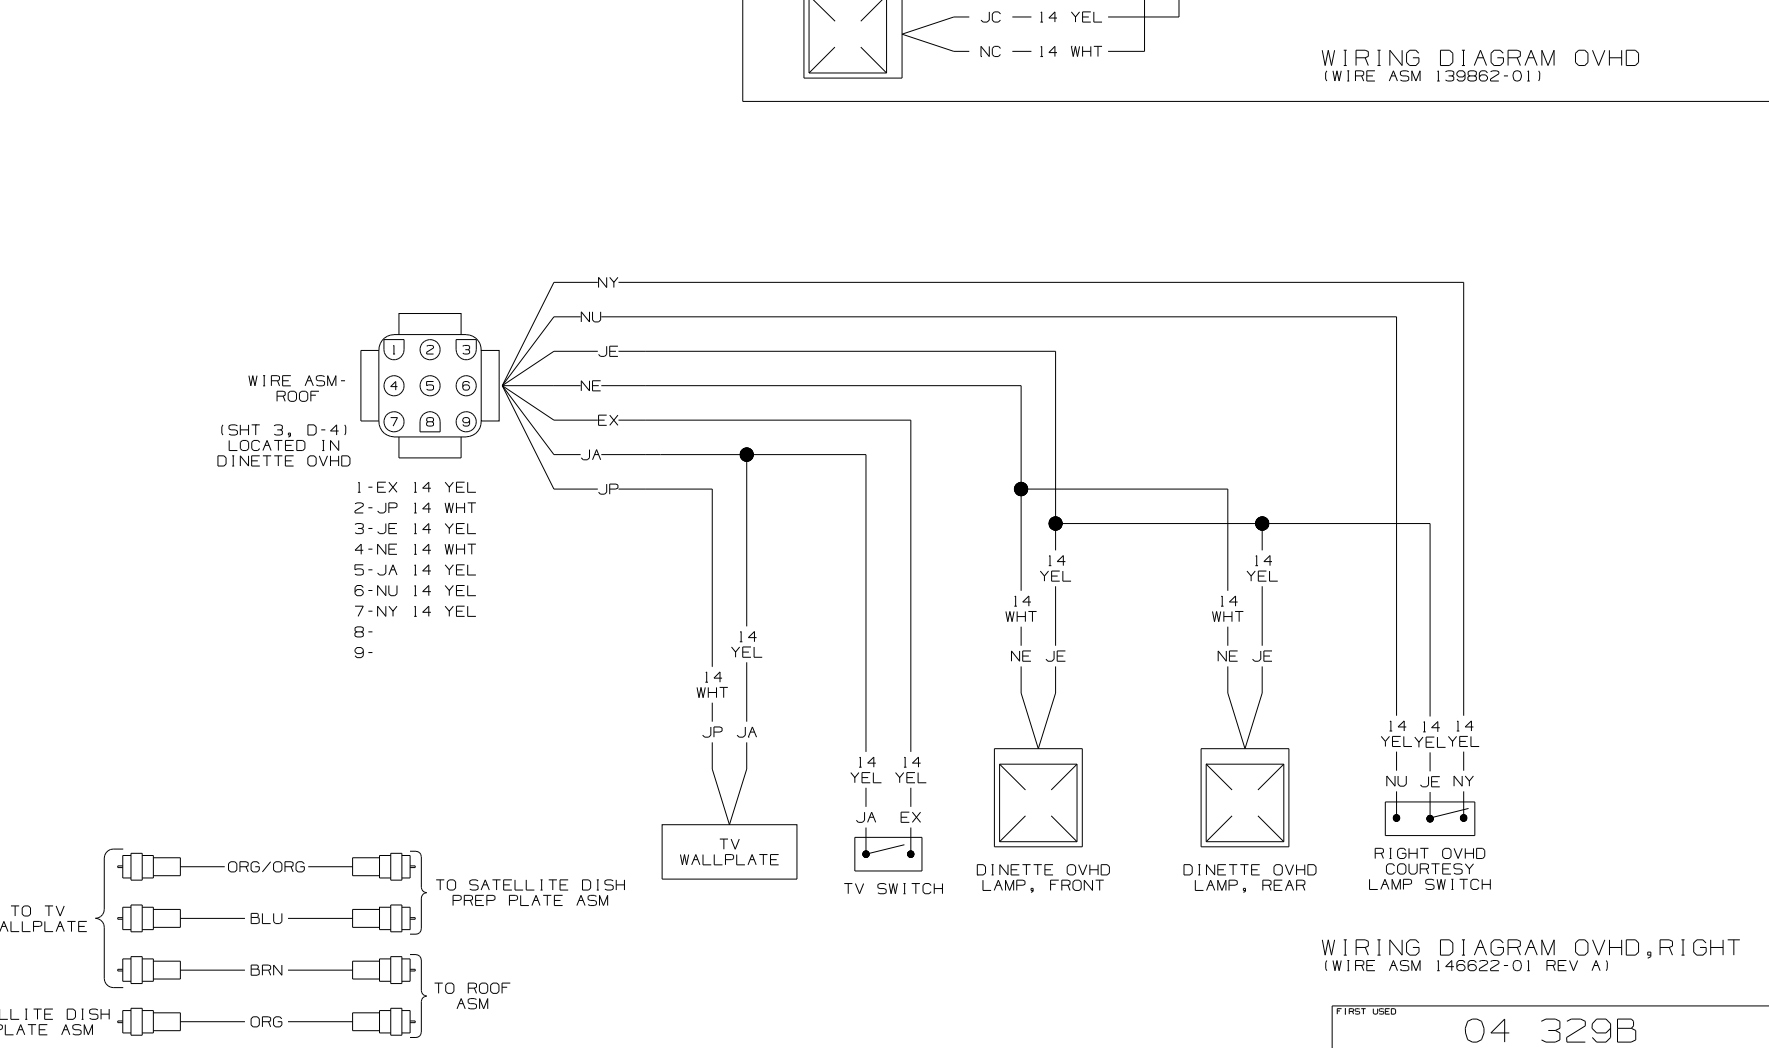 JC 14 YEL
NC 14 WHT
WIRING DIAGRAM OVHD
(WIRE ASM 139862-01)
NY
NU
JE
NE
EX
JA
JP
1 2 3
4 5 6
7 8 9
WIRE ASM-
ROOF
(SHT 3, D-4)
LOCATED IN
DINETTE OVHD
1-EX 14 YEL
2-JP 14 WHT
3-JE 14 YEL
4-NE 14 WHT
5-JA 14 YEL
6-NU 14 YEL
7-NY 14 YEL
8-
9-
14
WHT
JP
14
YEL
JA
TV
WALLPLATE
14
YEL
JA
14
YEL
EX
TV SWITCH
14
WHT
NE
14
YEL
JE
DINETTE OVHD
LAMP, FRONT
14
WHT
NE
14
YEL
JE
DINETTE OVHD
LAMP, REAR
14
YEL
NU
14
YEL
JE
14
YEL
NY
RIGHT OVHD
COURTESY
LAMP SWITCH
TO TV
ALLPLATE
ORG/ORG
BLU
BRN
ORG
TO SATELLITE DISH
PREP PLATE ASM
TO ROOF
ASM
LLITE DISH
PLATE ASM
WIRING DIAGRAM OVHD,RIGHT
(WIRE ASM 146622-01 REV A)
FIRST USED
04 329B